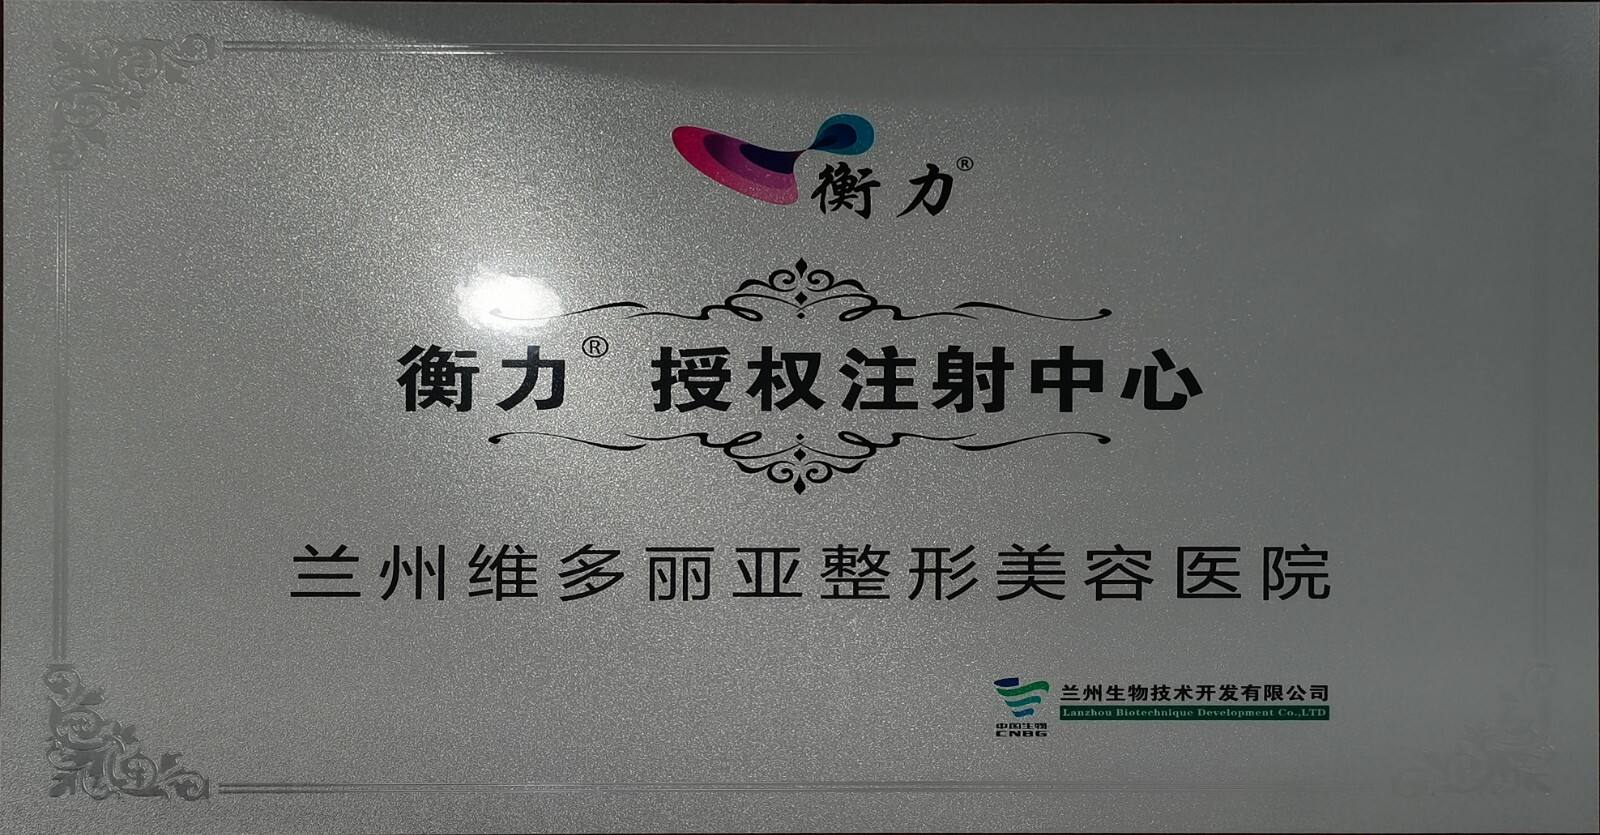 衡力®
衡力® 授权注射中心
兰州维多丽亚整形美容医院
兰州生物技术开发有限公司
Lanzhou Biotechnique Development Co.,LTD
中国生物
CNBG